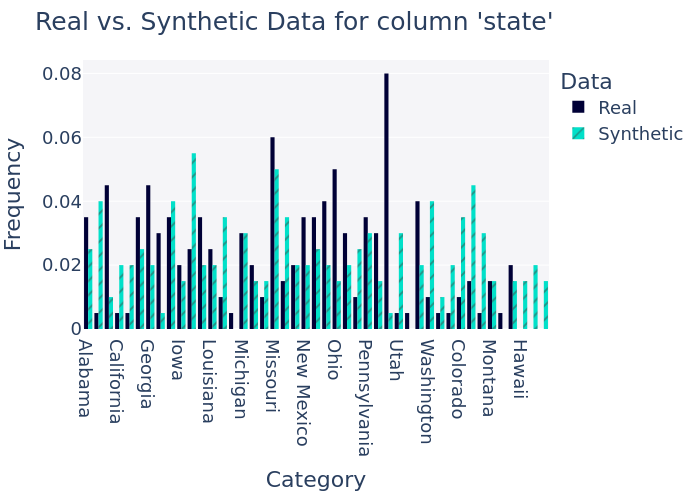 Real vs. Synthetic Data for column 'state'
Data
Real
Synthetic
Frequency
0.08
0.06
0.04
0.02
0
Alabama
California
Georgia
Iowa
Louisiana
Michigan
Missouri
New Mexico
Ohio
Pennsylvania
Utah
Washington
Colorado
Montana
Hawaii
Category